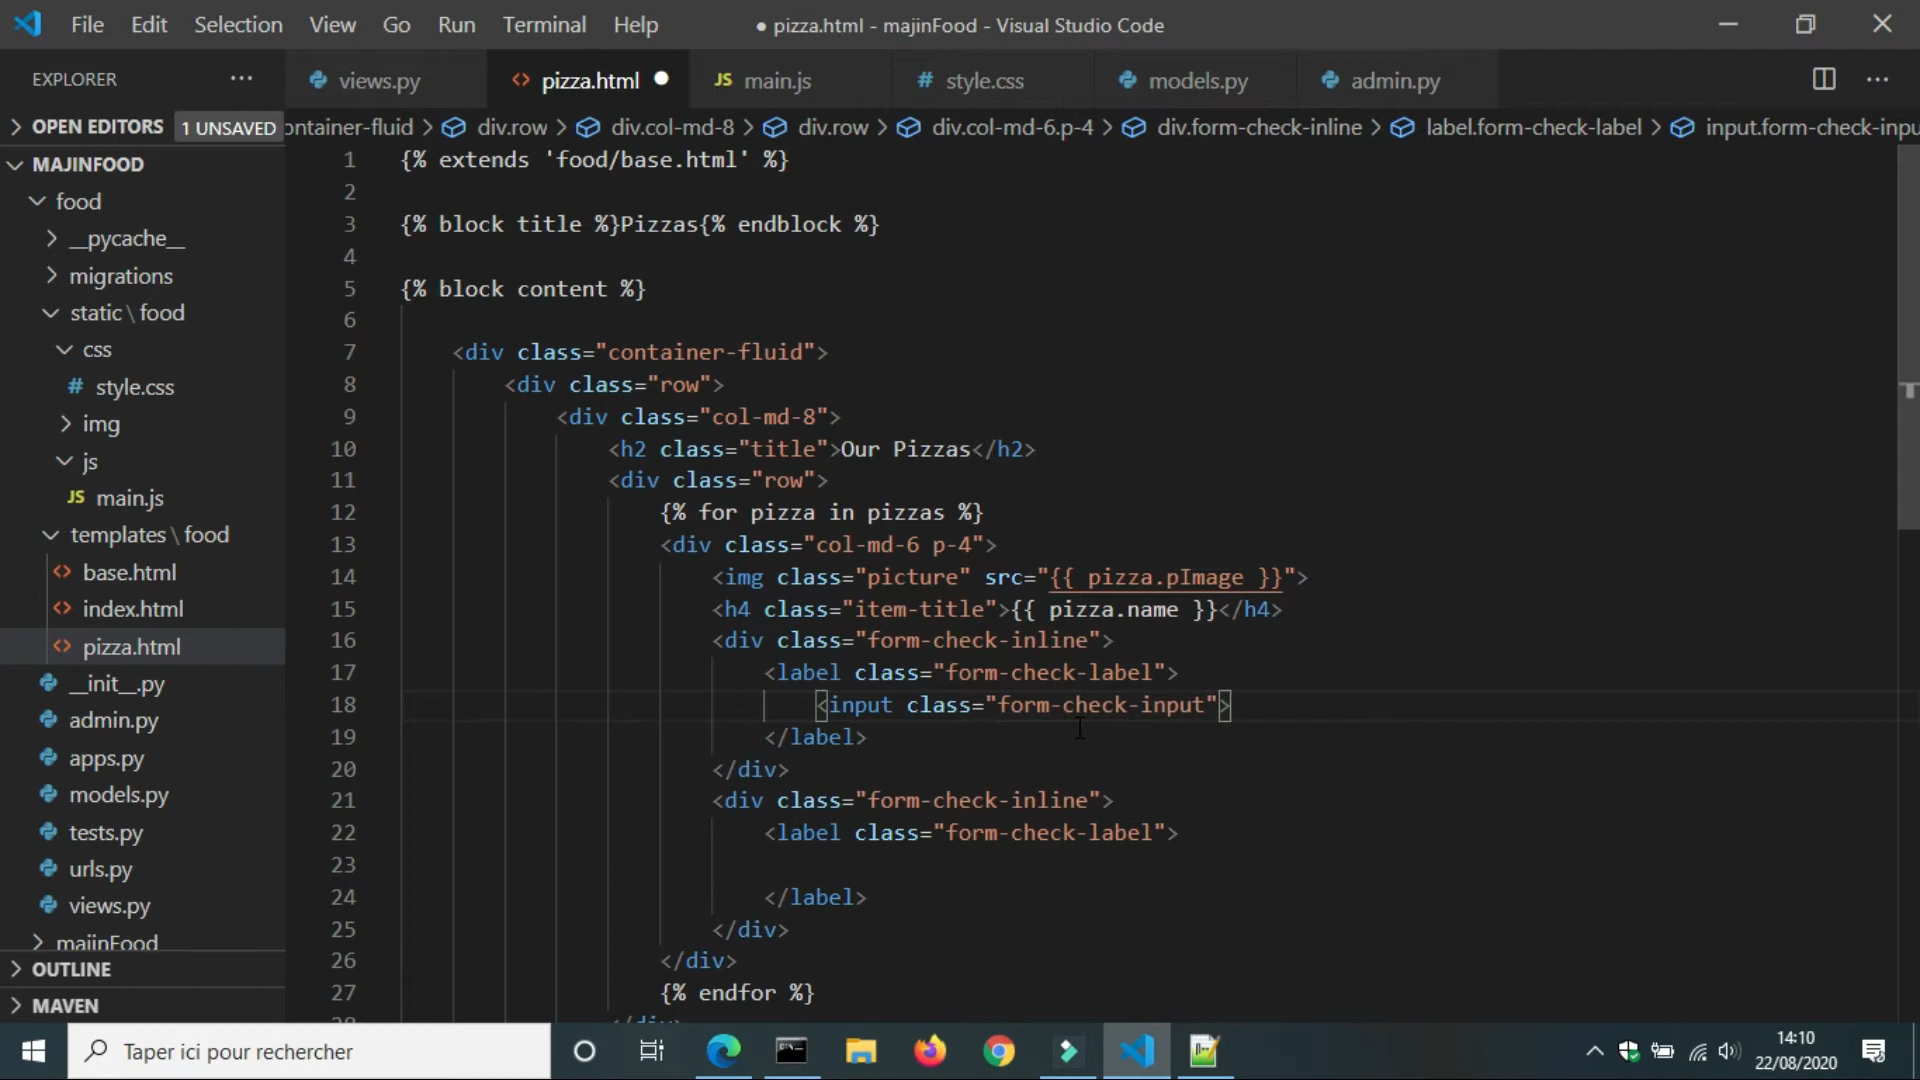 File Edit Selection View Go Run Terminal Help ● pizza.html - majinFood - Visual Studio Code
EXPLORER ··· views.py <> pizza.html ● JS main.js # style.css models.py admin.py ···
OPEN EDITORS 1 UNSAVED ontainer-fluid > div.row > div.col-md-8 > div.row > div.col-md-6.p-4 > div.form-check-inline > label.form-check-label > input.form-check-inpu
MAJINFOOD
food
__pycache__
migrations
static \ food
css
# style.css
img
js
JS main.js
templates \ food
<> base.html
<> index.html
<> pizza.html
__init__.py
admin.py
apps.py
models.py
tests.py
urls.py
views.py
majinFood
OUTLINE
MAVEN
1 {% extends 'food/base.html' %}
2
3 {% block title %}Pizzas{% endblock %}
4
5 {% block content %}
6
7 <div class="container-fluid">
8 <div class="row">
9 <div class="col-md-8">
10 <h2 class="title">Our Pizzas</h2>
11 <div class="row">
12 {% for pizza in pizzas %}
13 <div class="col-md-6 p-4">
14 <img class="picture" src="{{ pizza.pImage }}">
15 <h4 class="item-title">{{ pizza.name }}</h4>
16 <div class="form-check-inline">
17 <label class="form-check-label">
18 <input class="form-check-input">
19 </label>
20 </div>
21 <div class="form-check-inline">
22 <label class="form-check-label">
23
24 </label>
25 </div>
26 </div>
27 {% endfor %}
28 </div>
Taper ici pour rechercher
14:10
22/08/2020